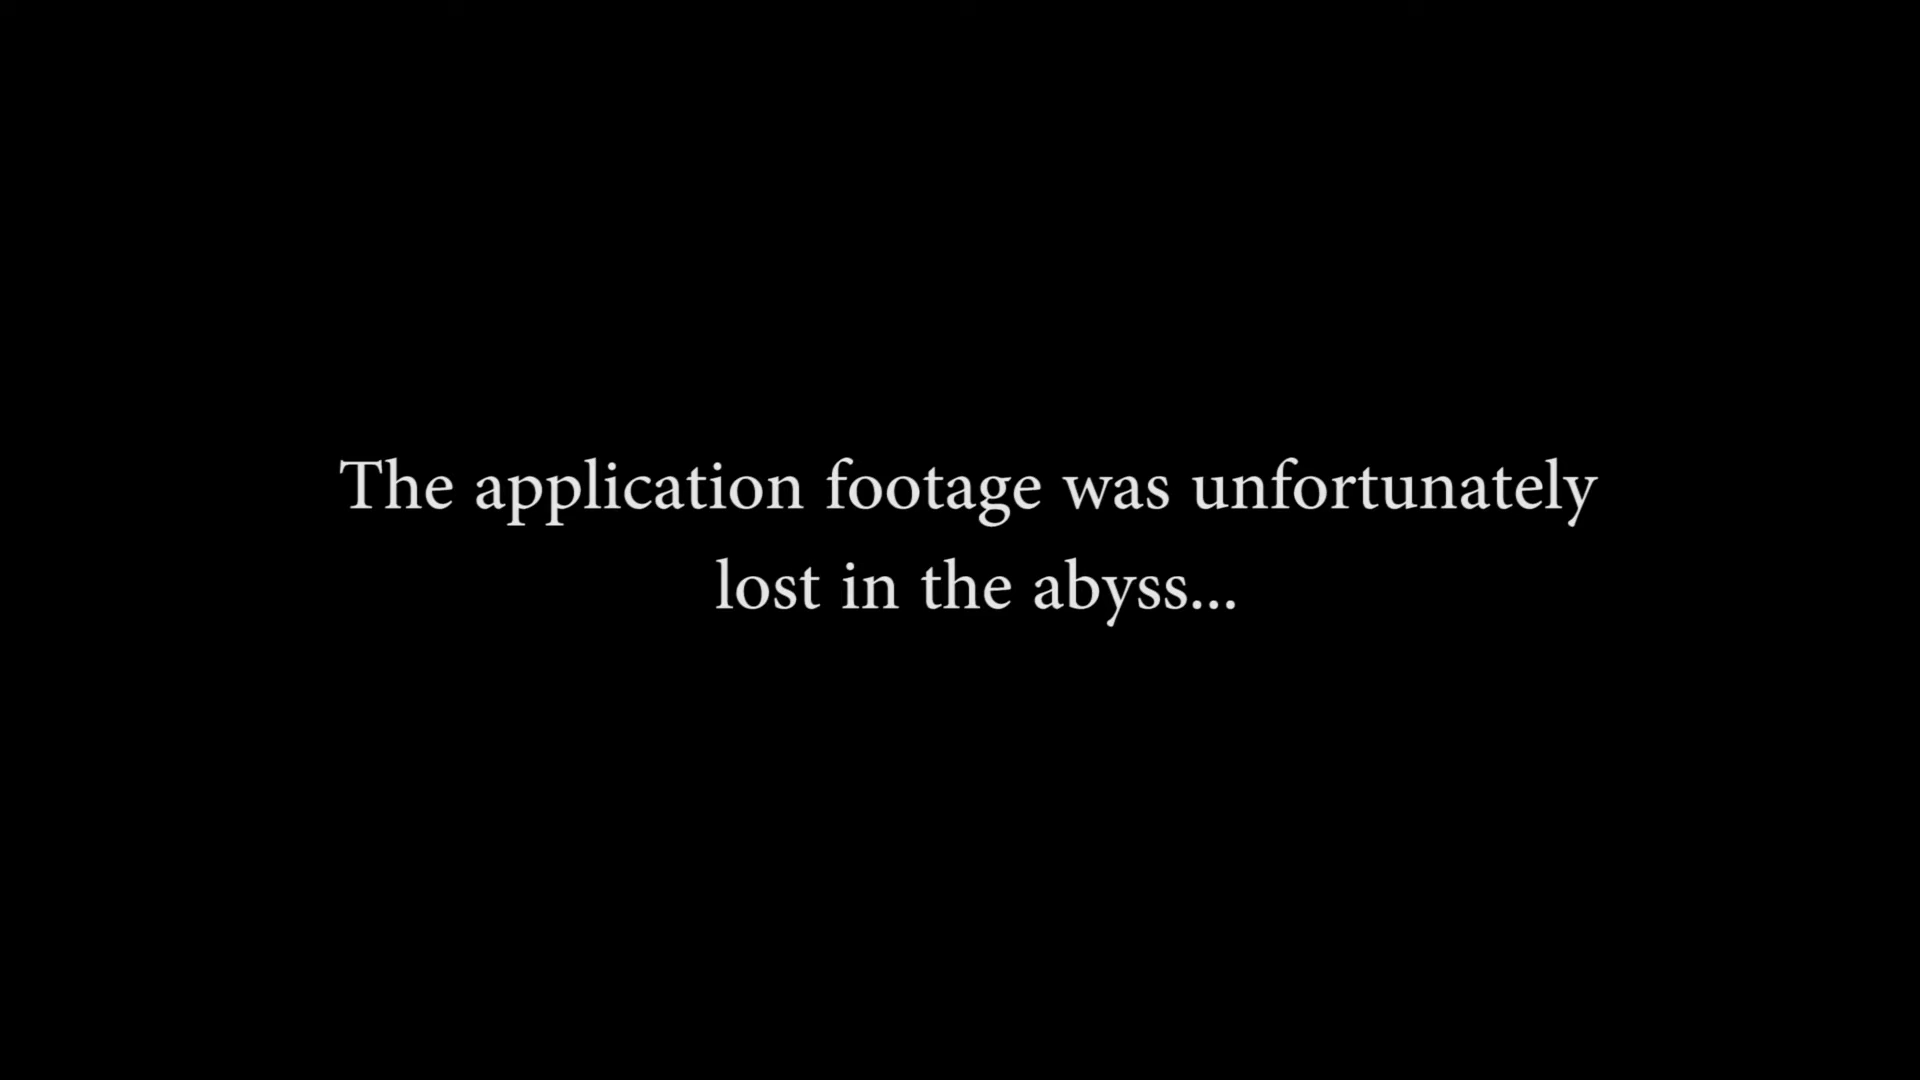 The application footage was unfortunately
lost in the abyss...